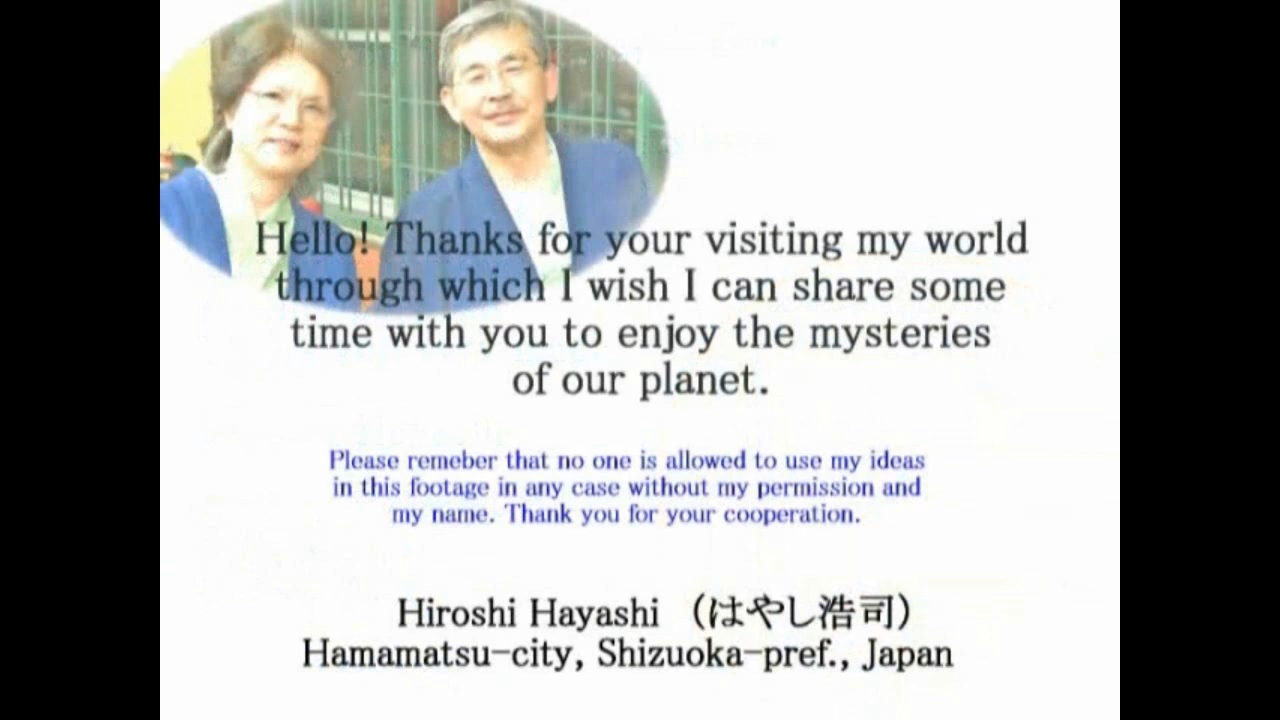 Hello! Thanks for your visiting my world
through which I wish I can share some
time with you to enjoy the mysteries
of our planet.
Please remeber that no one is allowed to use my ideas
in this footage in any case without my permission and
my name. Thank you for your cooperation.
Hiroshi Hayashi （はやし浩司）
Hamamatsu-city, Shizuoka-pref., Japan